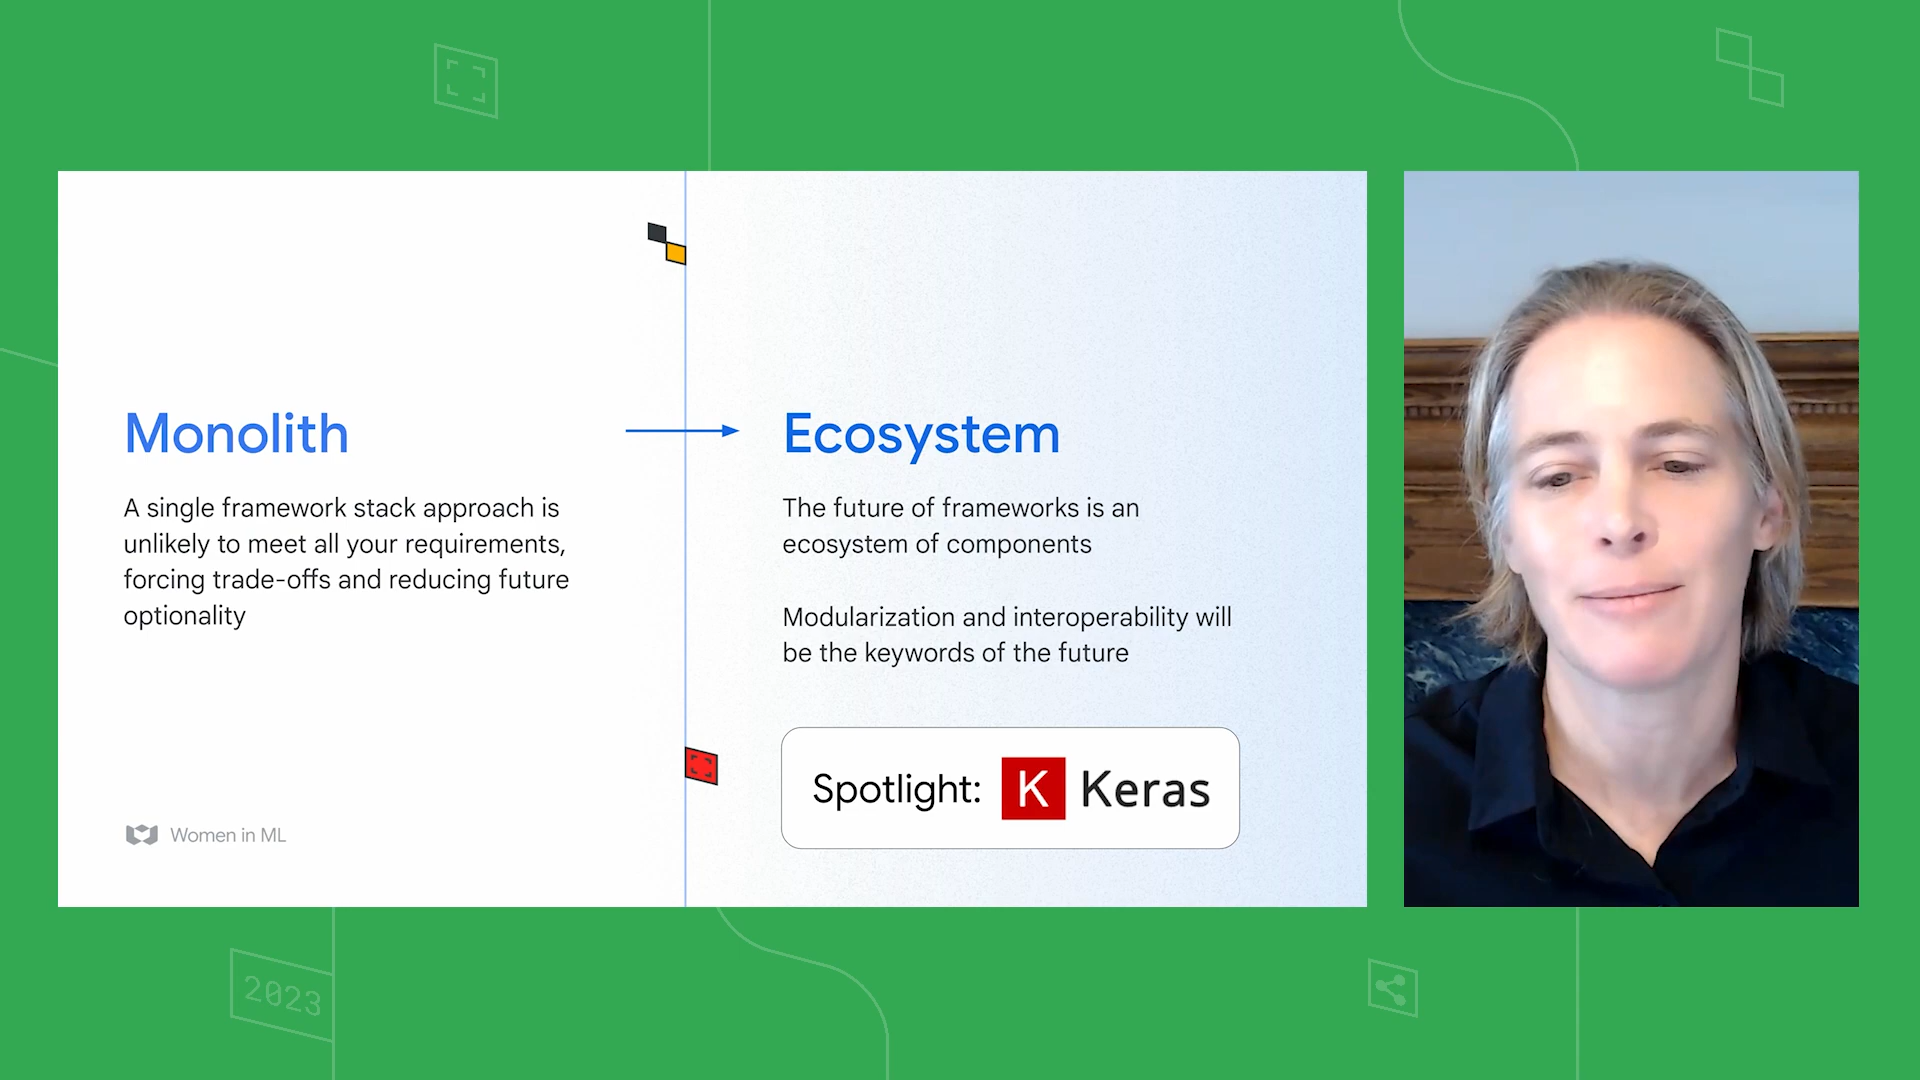 Monolith
A single framework stack approach is
unlikely to meet all your requirements,
forcing trade-offs and reducing future
optionality
Women in ML
Ecosystem
The future of frameworks is an
ecosystem of components
Modularization and interoperability will
be the keywords of the future
Spotlight: K Keras
2023